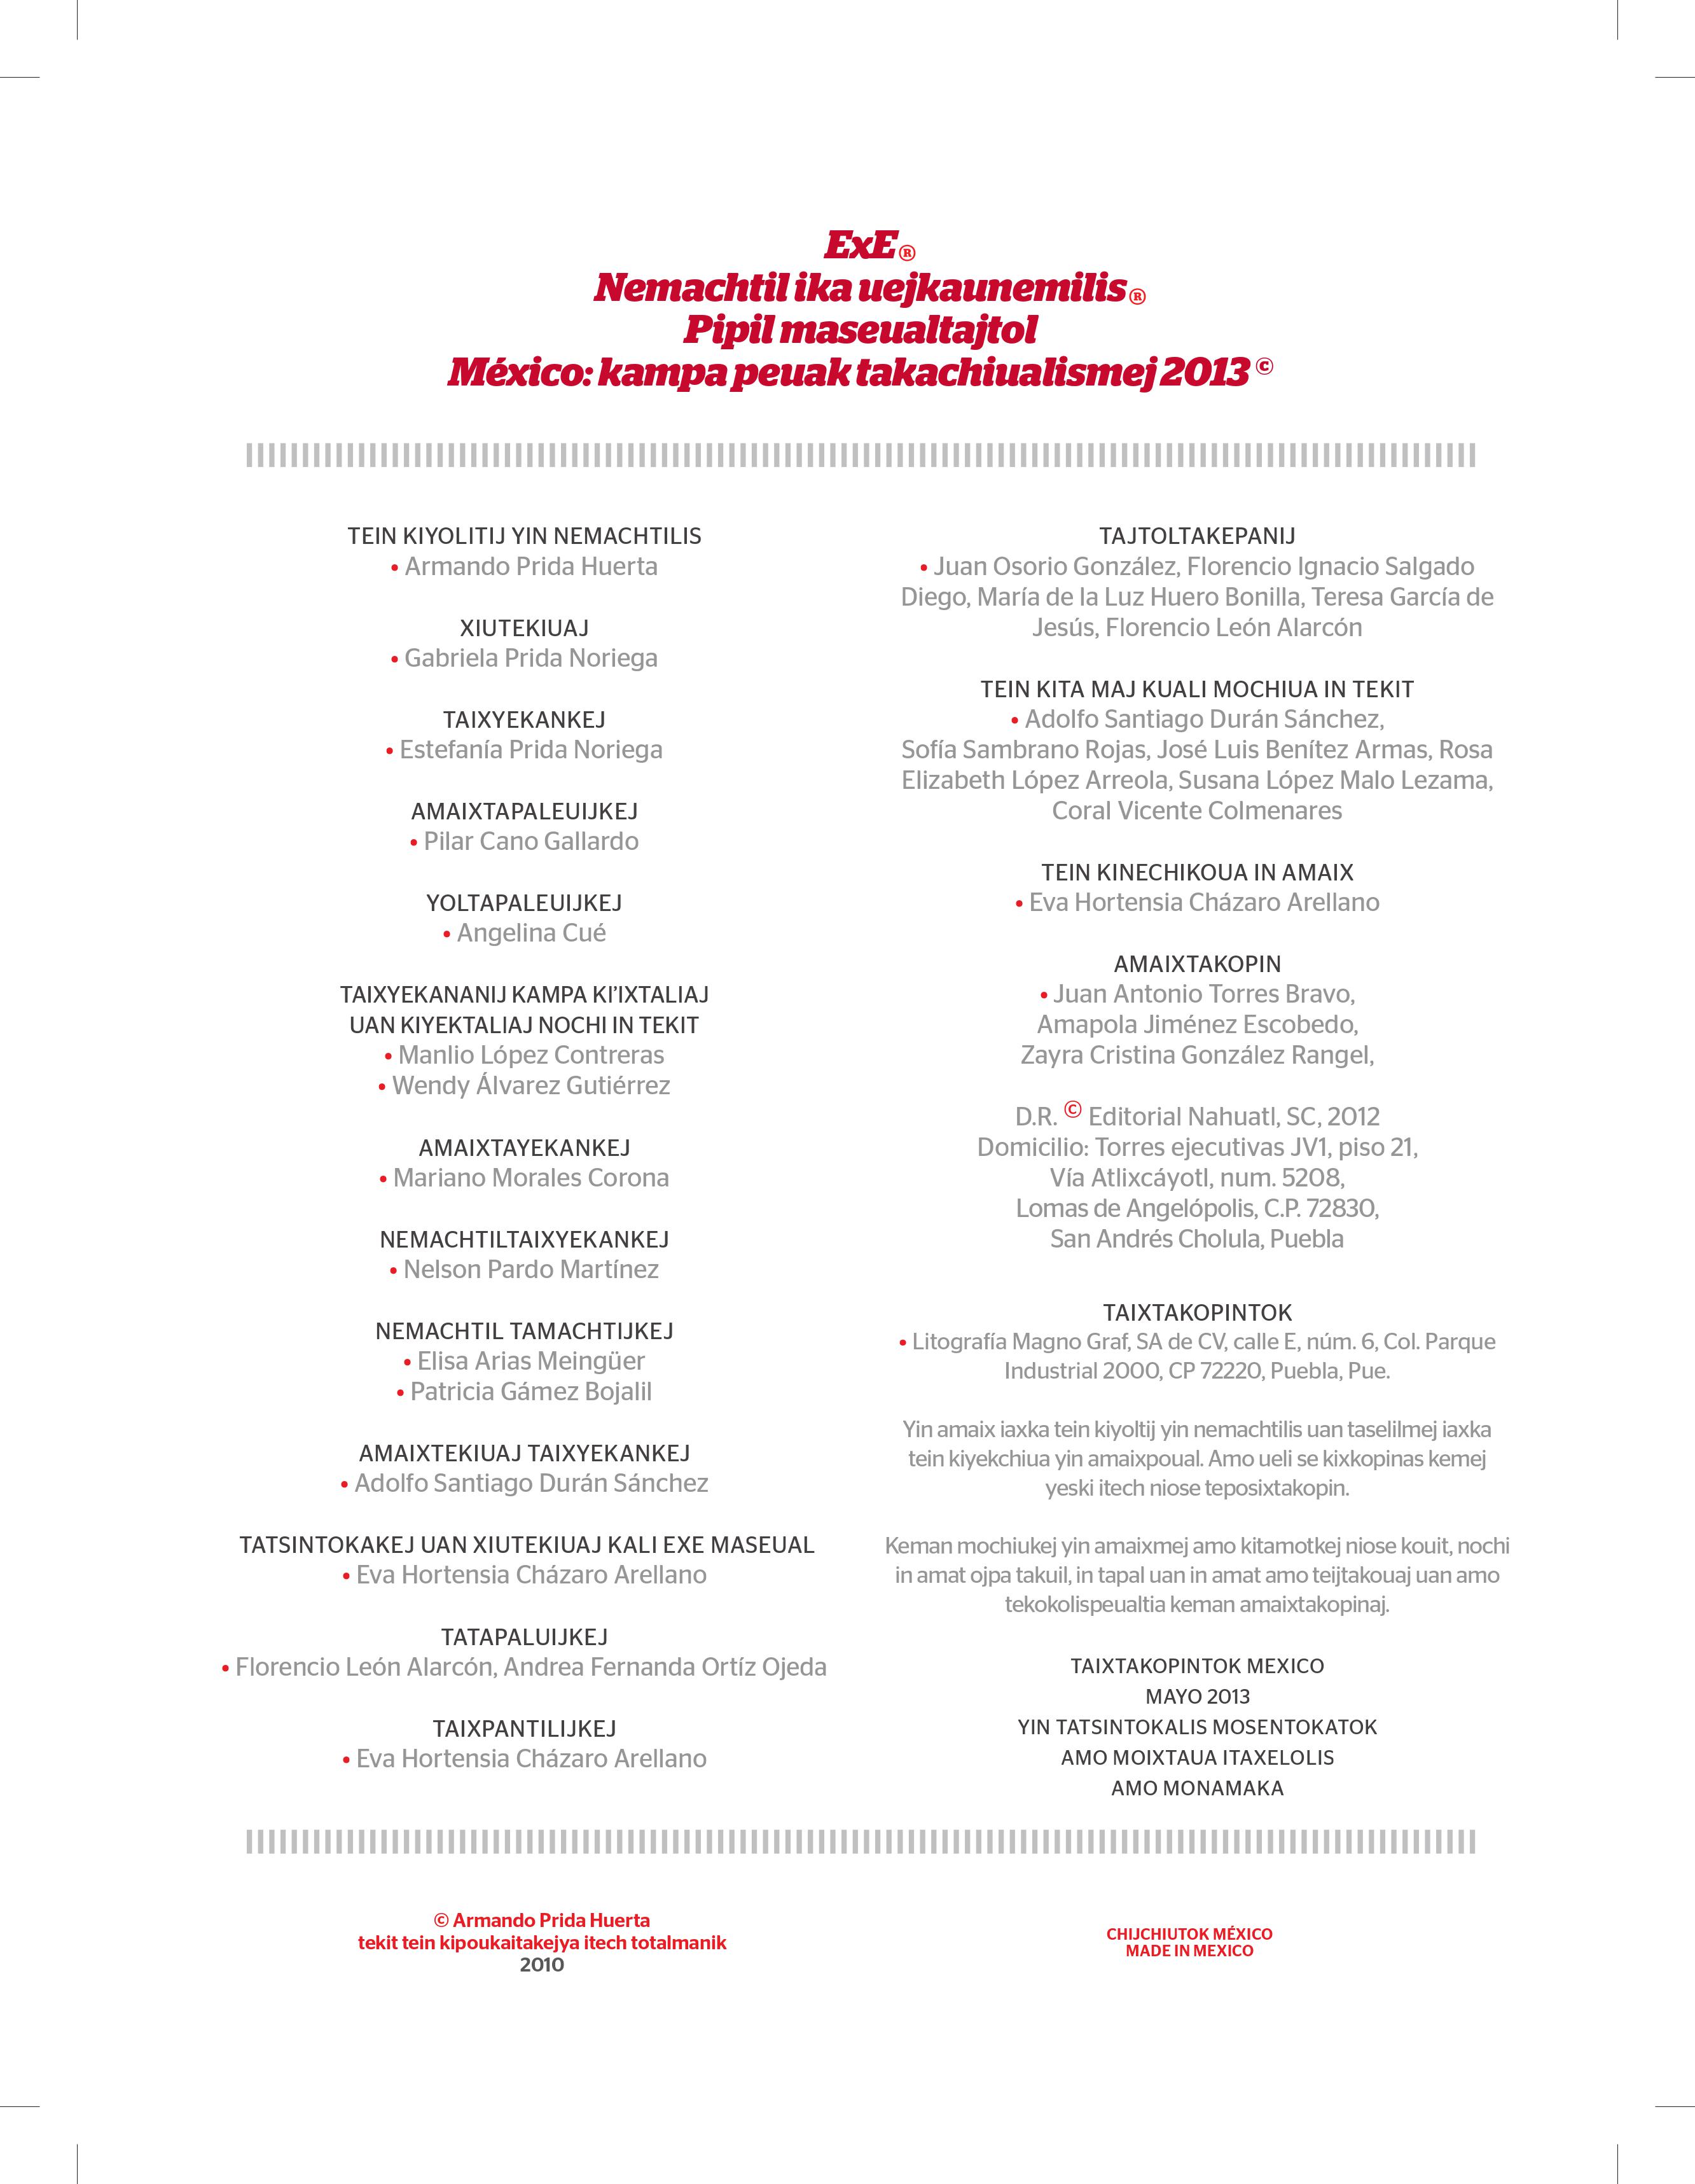 ExE®
Nemachtil ika uejkaunemilis®
Pipil maseualtajtol
México: kampa peuak takachiualismej 2013 ©
TEIN KIYOLITIJ YIN NEMACHTILIS
• Armando Prida Huerta
XIUTEKIUAJ
• Gabriela Prida Noriega
TAIXYEKANKEJ
• Estefanía Prida Noriega
AMAIXTAPALEUIJKEJ
• Pilar Cano Gallardo
YOLTAPALEUIJKEJ
• Angelina Cué
TAIXYEKANANIJ KAMPA KI’IXTALIAJ
UAN KIYEKTALIAJ NOCHI IN TEKIT
• Manlio López Contreras
• Wendy Álvarez Gutiérrez
AMAIXTAYEKANKEJ
• Mariano Morales Corona
NEMACHTILTAIXYEKANKEJ
• Nelson Pardo Martínez
NEMACHTIL TAMACHTIJKEJ
• Elisa Arias Meingüer
• Patricia Gámez Bojalil
AMAIXTEKIUAJ TAIXYEKANKEJ
• Adolfo Santiago Durán Sánchez
TATSINTOKAKEJ UAN XIUTEKIUAJ KALI EXE MASEUAL
• Eva Hortensia Cházaro Arellano
TATAPALUIJKEJ
• Florencio León Alarcón, Andrea Fernanda Ortíz Ojeda
TAIXPANTILIJKEJ
• Eva Hortensia Cházaro Arellano
TAJTOLTAKEPANIJ
• Juan Osorio González, Florencio Ignacio Salgado
Diego, María de la Luz Huero Bonilla, Teresa García de
Jesús, Florencio León Alarcón
TEIN KITA MAJ KUALI MOCHIUA IN TEKIT
• Adolfo Santiago Durán Sánchez,
Sofía Sambrano Rojas, José Luis Benítez Armas, Rosa
Elizabeth López Arreola, Susana López Malo Lezama,
Coral Vicente Colmenares
TEIN KINECHIKOUA IN AMAIX
• Eva Hortensia Cházaro Arellano
AMAIXTAKOPIN
• Juan Antonio Torres Bravo,
Amapola Jiménez Escobedo,
Zayra Cristina González Rangel,
D.R. © Editorial Nahuatl, SC, 2012
Domicilio: Torres ejecutivas JV1, piso 21,
Vía Atlixcáyotl, num. 5208,
Lomas de Angelópolis, C.P. 72830,
San Andrés Cholula, Puebla
TAIXTAKOPINTOK
• Litografía Magno Graf, SA de CV, calle E, núm. 6, Col. Parque
Industrial 2000, CP 72220, Puebla, Pue.
Yin amaix iaxka tein kiyoltij yin nemachtilis uan taselilmej iaxka
tein kiyekchiua yin amaixpoual. Amo ueli se kixkopinas kemej
yeski itech niose teposixtakopin.
Keman mochiukej yin amaixmej amo kitamotkej niose kouit, nochi
in amat ojpa takuil, in tapal uan in amat amo teijtakouaj uan amo
tekokolispeualtia keman amaixtakopinaj.
TAIXTAKOPINTOK MEXICO
MAYO 2013
YIN TATSINTOKALIS MOSENTOKATOK
AMO MOIXTAUA ITAXELOLIS
AMO MONAMAKA
© Armando Prida Huerta
tekit tein kipoukaitakejya itech totalmanik
2010
CHIJCHIUTOK MÉXICO
MADE IN MEXICO